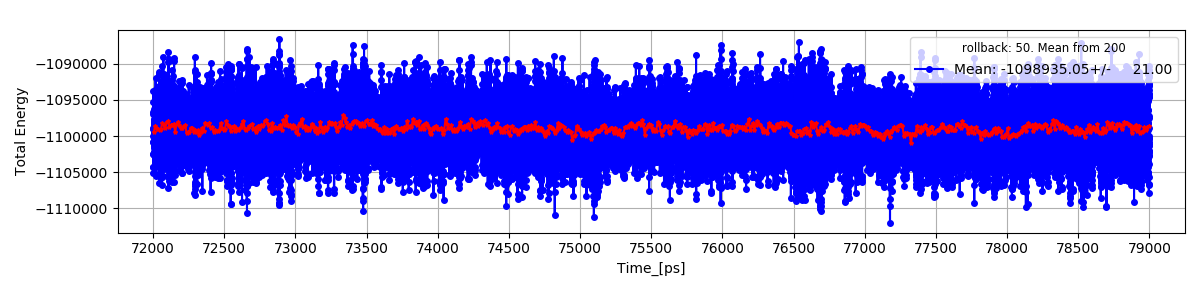 rollback: 50. Mean from 200
Mean: -1098935.05+/- 21.00
Total Energy
−1090000
−1095000
−1100000
−1105000
−1110000
72000 72500 73000 73500 74000 74500 75000 75500 76000 76500 77000 77500 78000 78500 79000
Time_[ps]